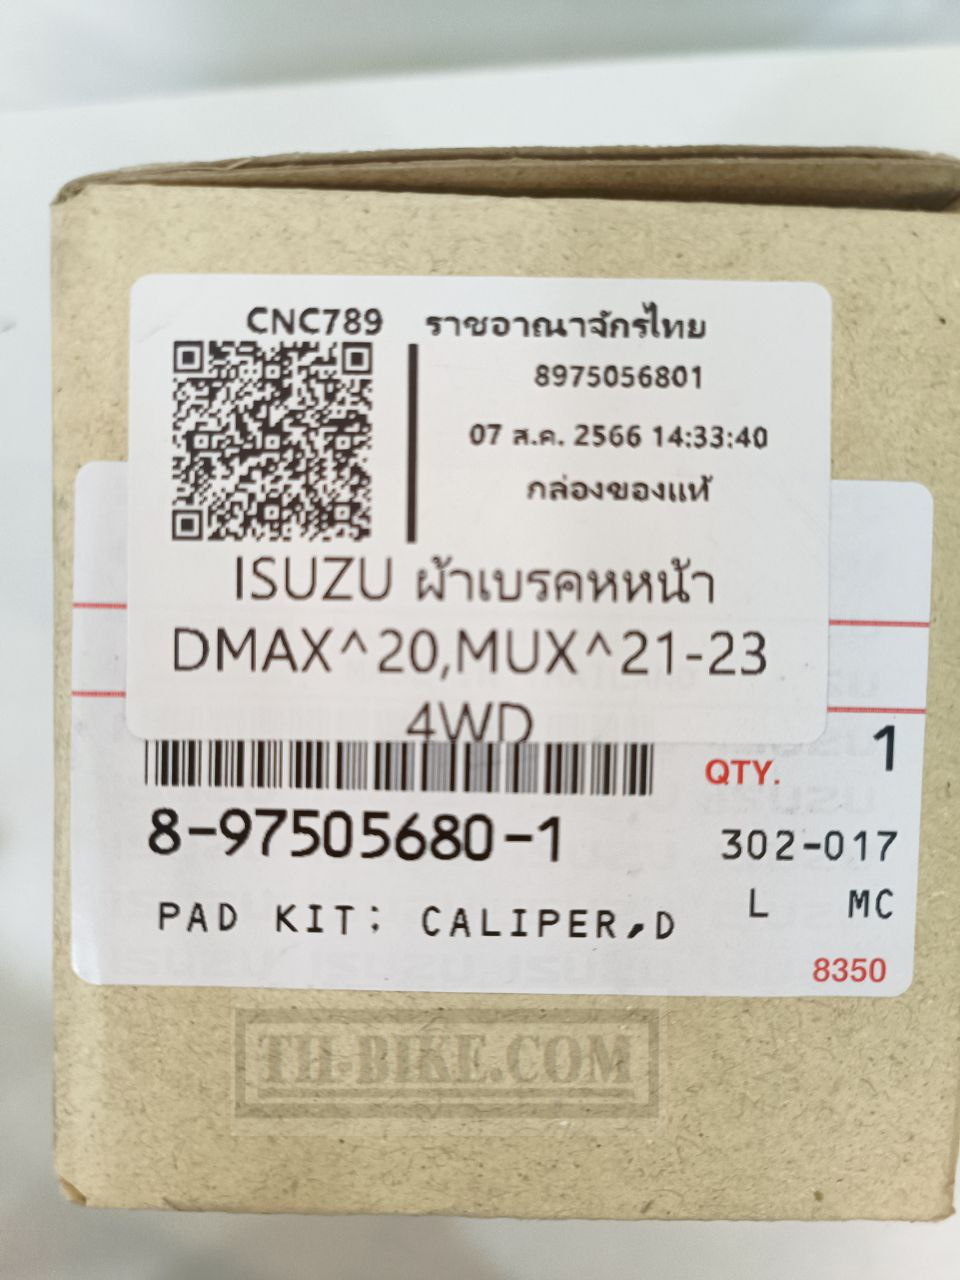 CNC789 ราชอาณาจักรไทย
8975056801
07 ส.ค. 2566 14:33:40
กล่องของแท้
ISUZU ผ้าเบรคหหน้า
DMAX^20,MUX^21-23
4WD
QTY. 1
8-97505680-1 302-017
PAD KIT; CALIPER,D L MC
8350
TH-BIKE.COM